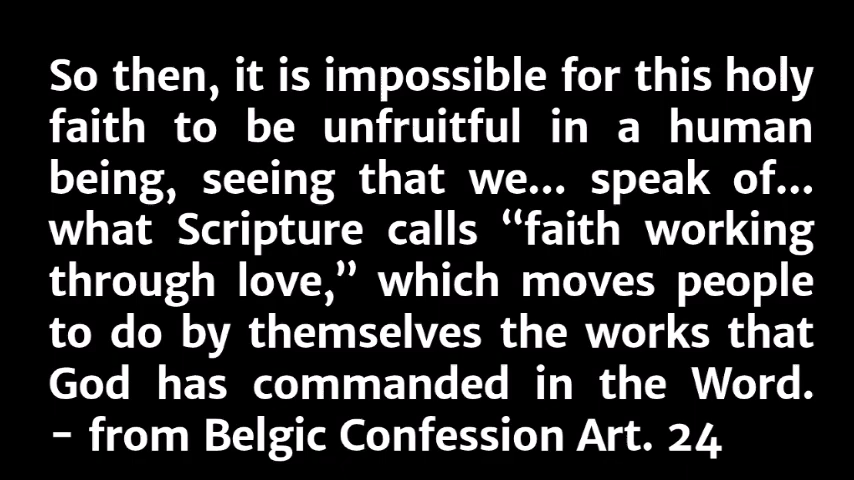 So then, it is impossible for this holy
faith to be unfruitful in a human
being, seeing that we... speak of...
what Scripture calls “faith working
through love,” which moves people
to do by themselves the works that
God has commanded in the Word.
- from Belgic Confession Art. 24